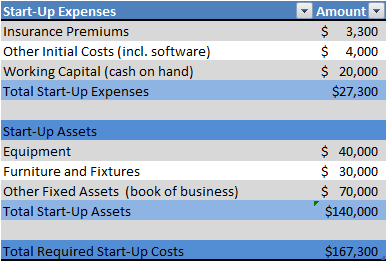 Start-Up Expenses Amount
Insurance Premiums $ 3,300
Other Initial Costs (incl. software) $ 4,000
Working Capital (cash on hand) $ 20,000
Total Start-Up Expenses $27,300
Start-Up Assets
Equipment $ 40,000
Furniture and Fixtures $ 30,000
Other Fixed Assets (book of business) $ 70,000
Total Start-Up Assets $140,000
Total Required Start-Up Costs $167,300